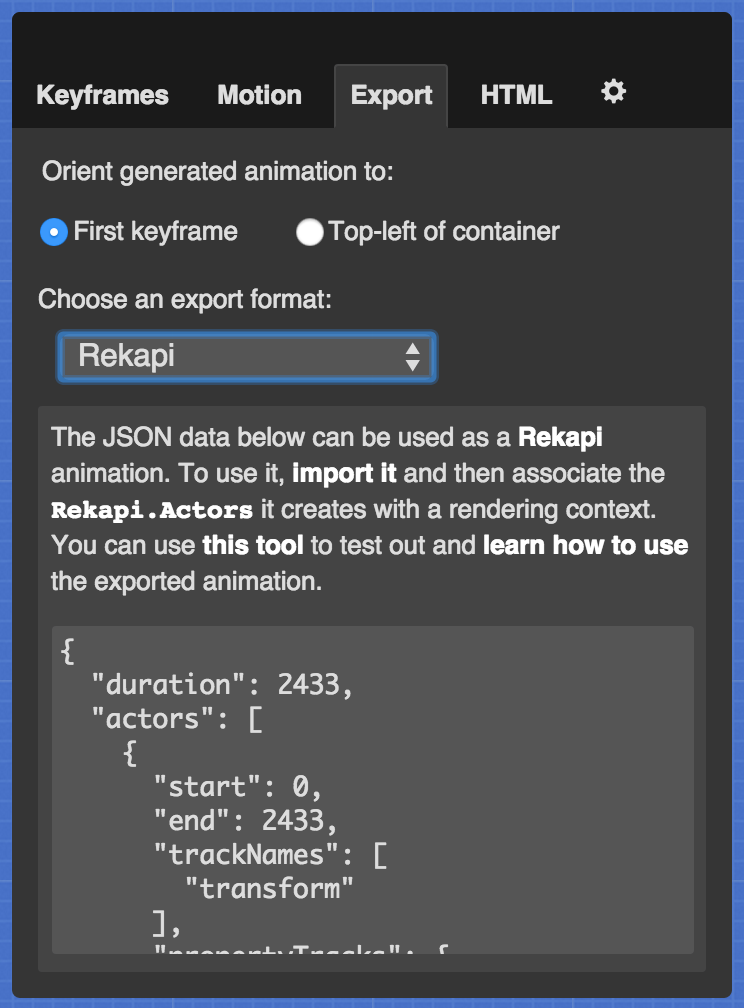 Keyframes Motion Export HTML
Orient generated animation to:
First keyframe Top-left of container
Choose an export format:
Rekapi
The JSON data below can be used as a Rekapi
animation. To use it, import it and then associate the
Rekapi.Actors it creates with a rendering context.
You can use this tool to test out and learn how to use
the exported animation.
{
"duration": 2433,
"actors": [
{
"start": 0,
"end": 2433,
"trackNames": [
"transform"
],
"propertyTracks": {